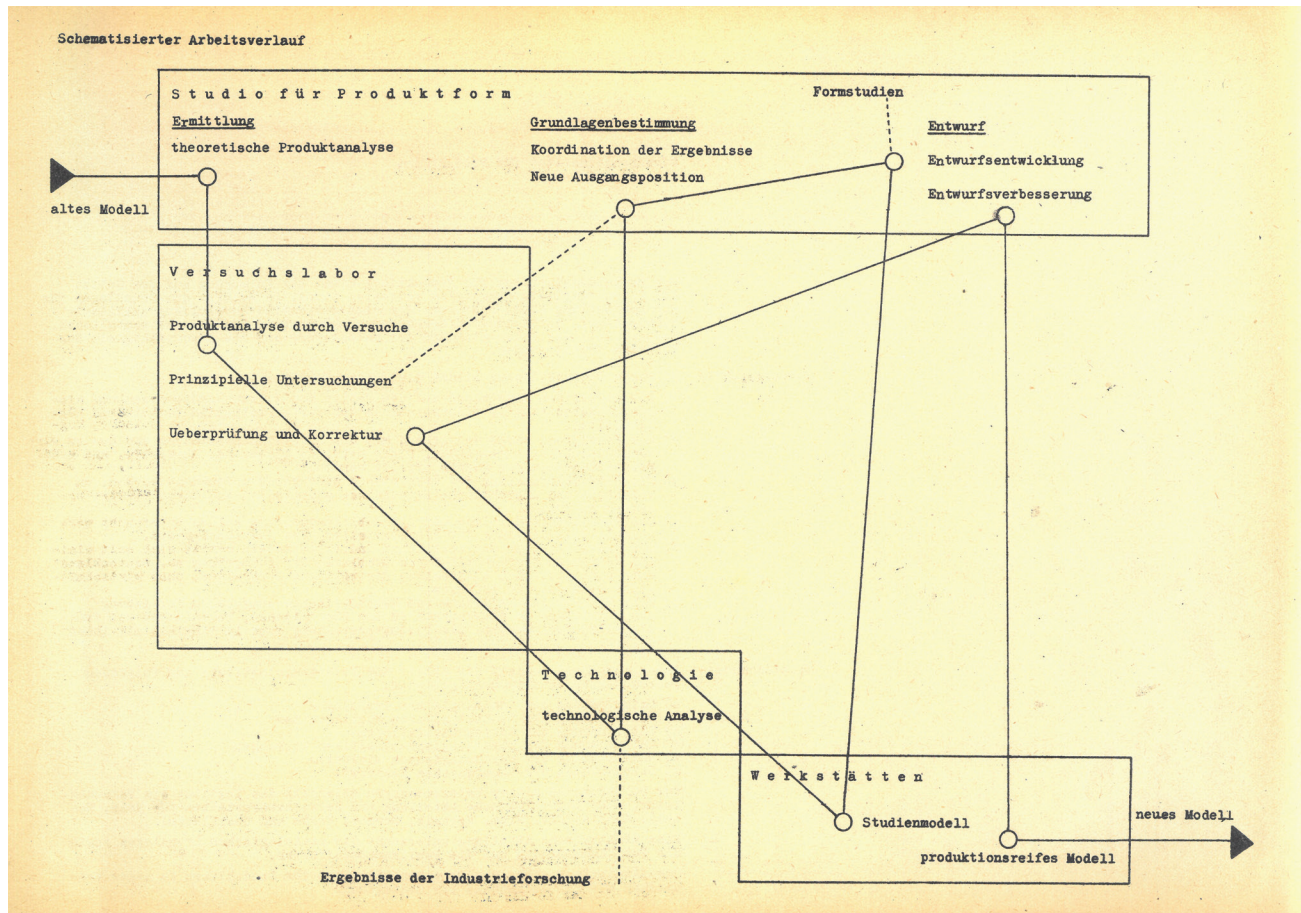 Schematisierter Arbeitsverlauf
Studio für Produktform
Ermittlung
theoretische Produktanalyse
Grundlagenbestimmung
Koordination der Ergebnisse
Neue Ausgangsposition
Formstudien
Entwurf
Entwurfsentwicklung
Entwurfsverbesserung
altes Modell
Versuchslabor
Produktanalyse durch Versuche
Prinzipielle Untersuchungen
Ueberprüfung und Korrektur
Technologie
technologische Analyse
Werkstätten
Studienmodell
neues Modell
produktionsreifes Modell
Ergebnisse der Industrieforschung